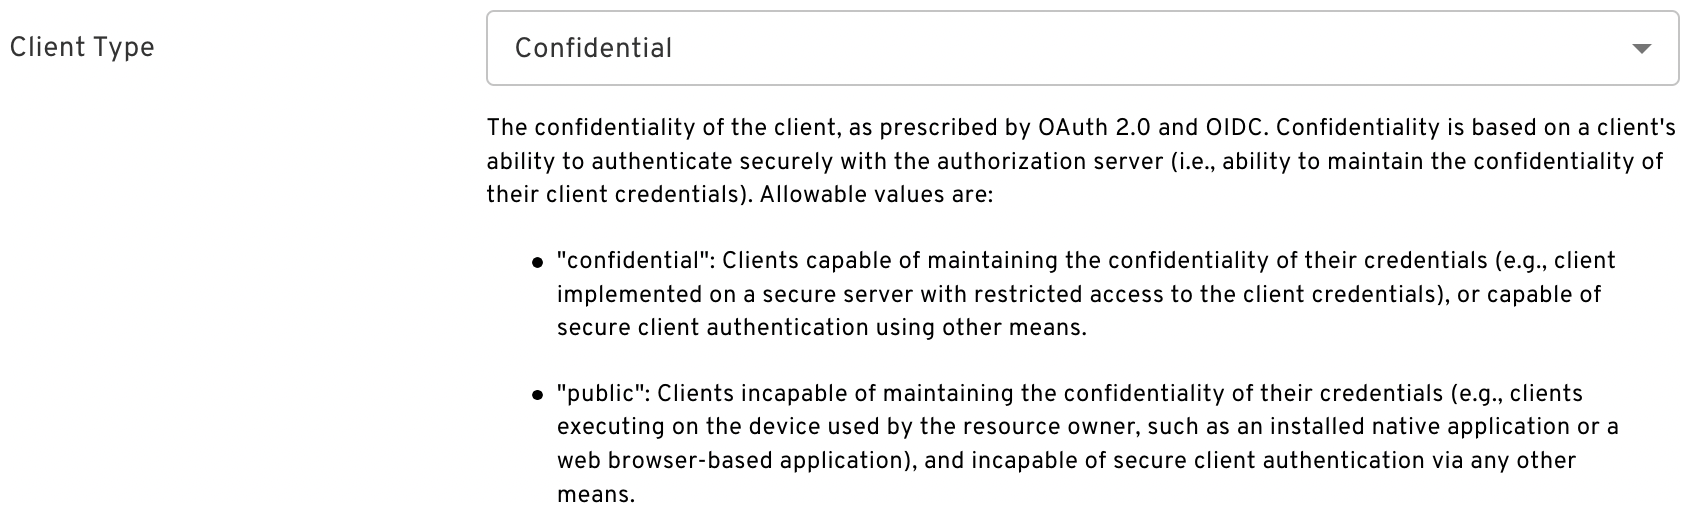 Client Type
Confidential
The confidentiality of the client, as prescribed by OAuth 2.0 and OIDC. Confidentiality is based on a client's
ability to authenticate securely with the authorization server (i.e., ability to maintain the confidentiality of
their client credentials). Allowable values are:
• "confidential": Clients capable of maintaining the confidentiality of their credentials (e.g., client
implemented on a secure server with restricted access to the client credentials), or capable of
secure client authentication using other means.
• "public": Clients incapable of maintaining the confidentiality of their credentials (e.g., clients
executing on the device used by the resource owner, such as an installed native application or a
web browser-based application), and incapable of secure client authentication via any other
means.